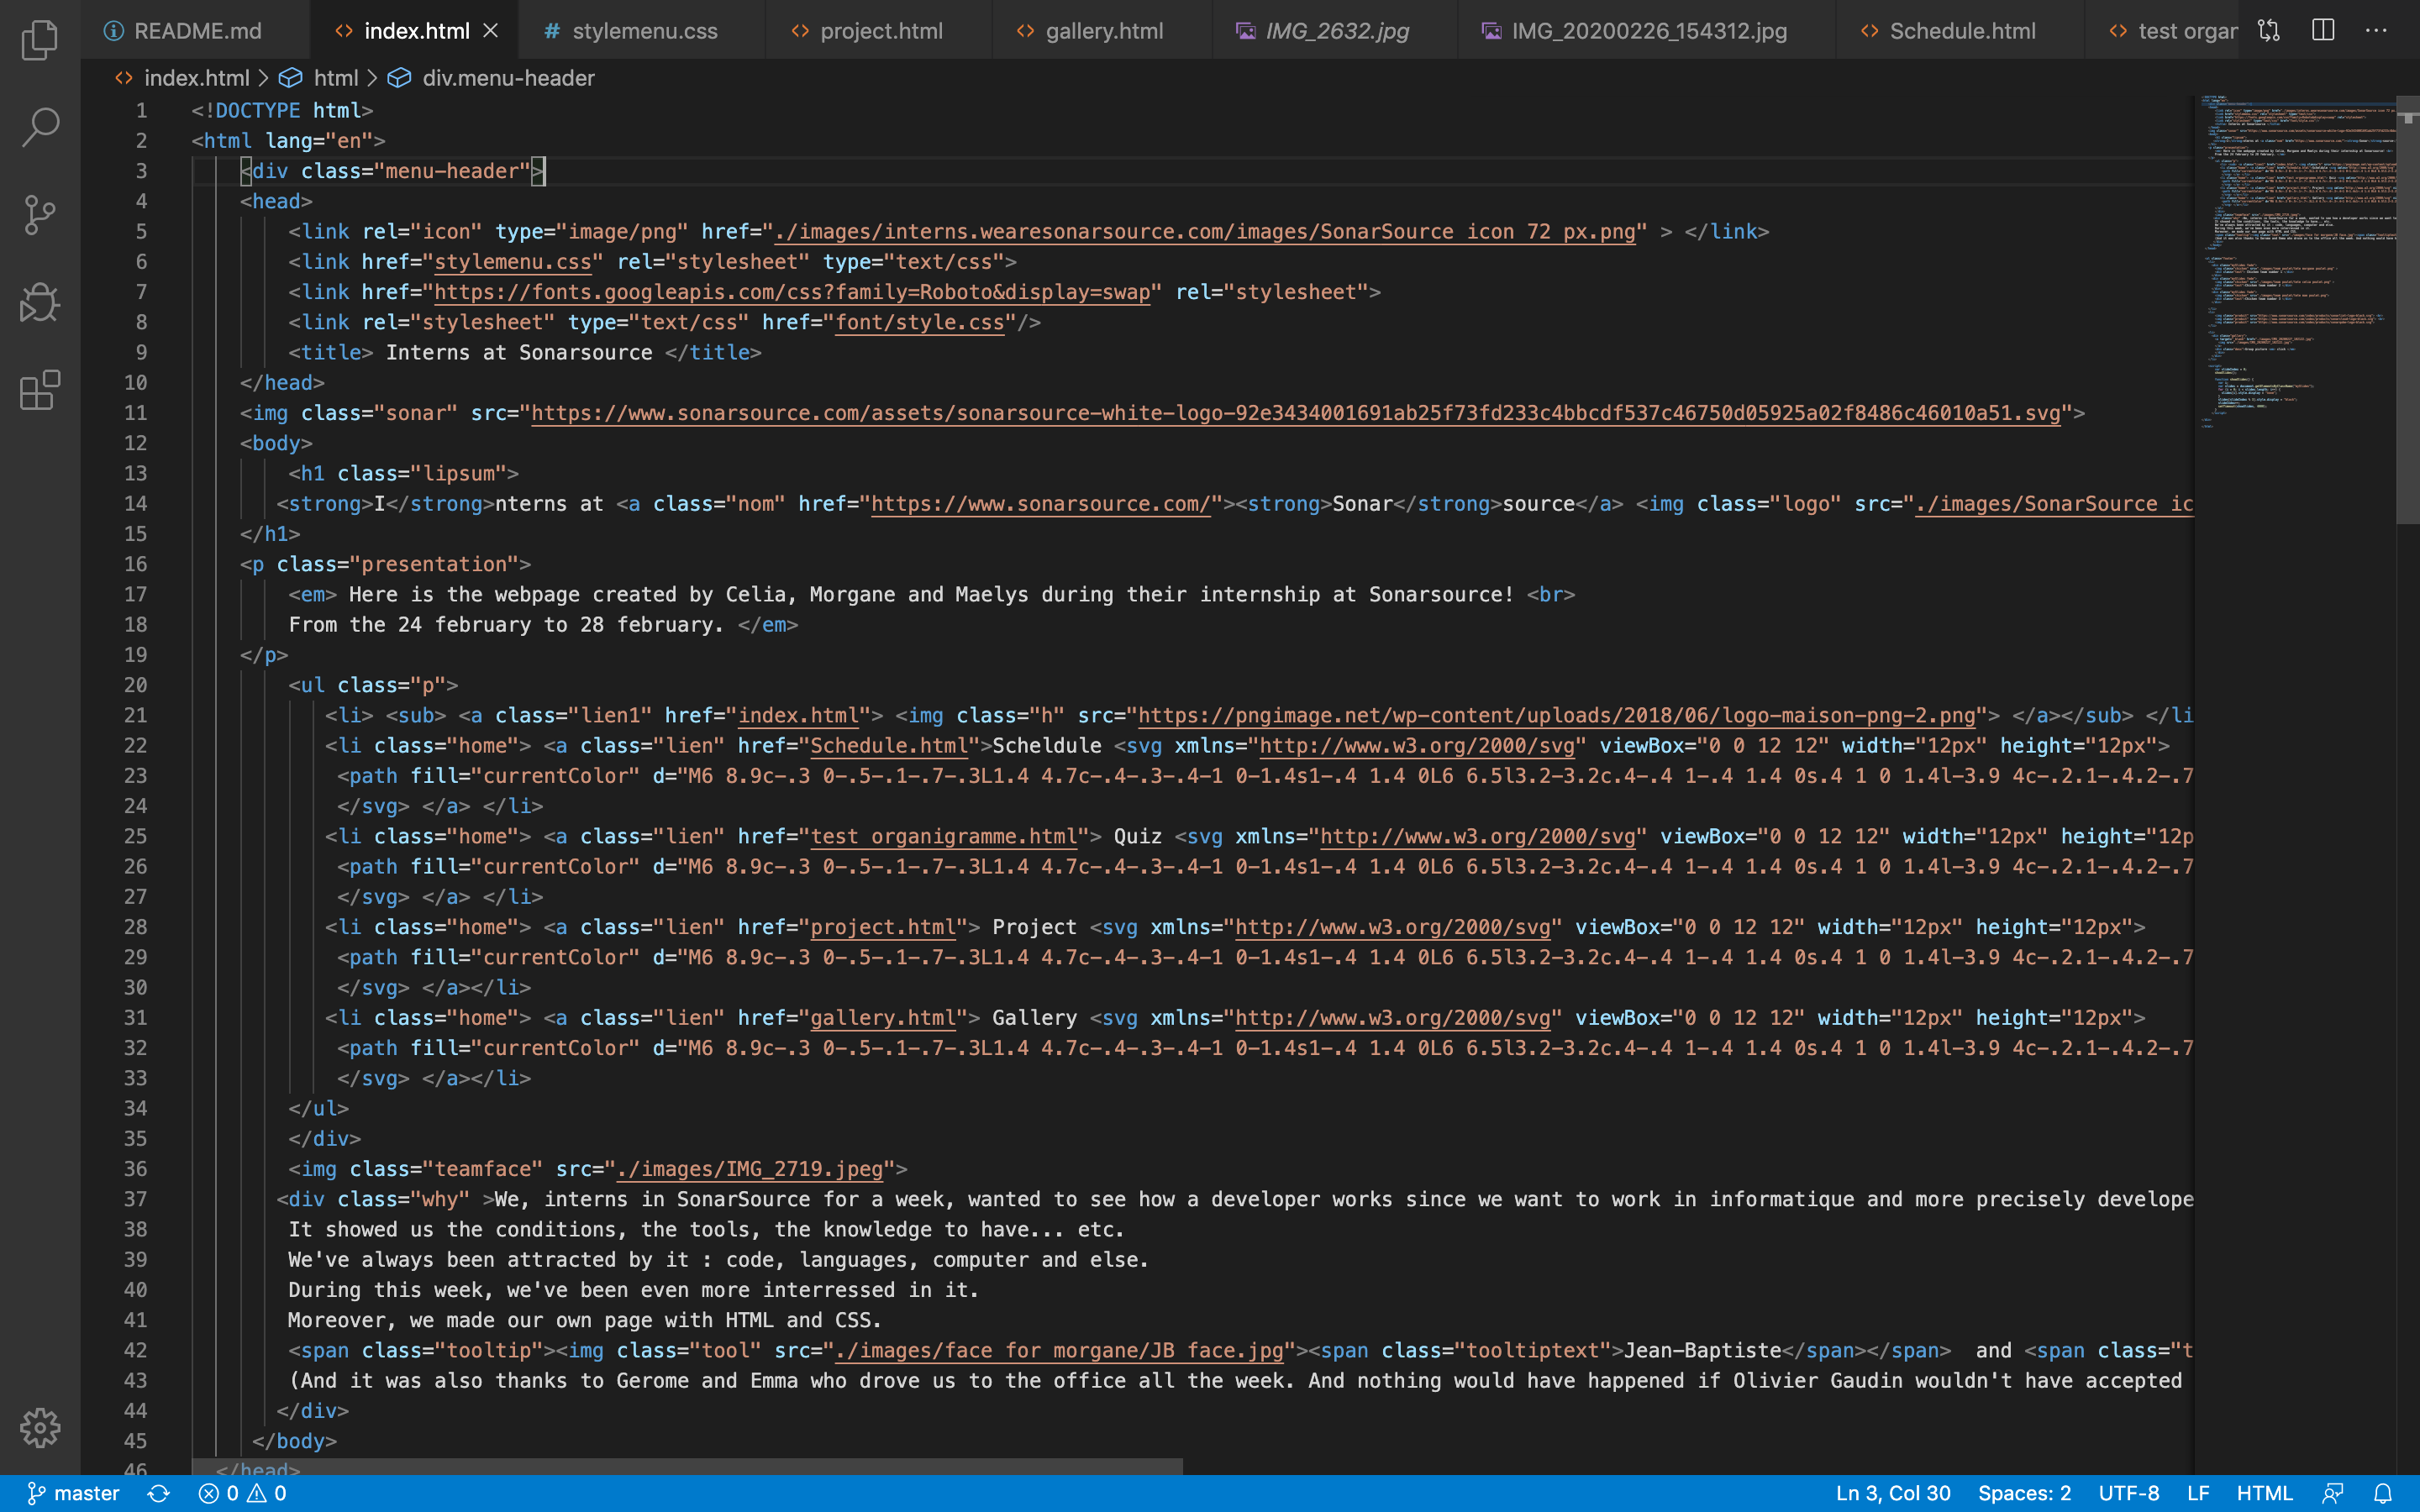 README.md index.html stylemenu.css project.html gallery.html IMG_2632.jpg IMG_20200226_154312.jpg Schedule.html test organ
index.html > html > div.menu-header
1 <!DOCTYPE html>
2 <html lang="en">
3 <div class="menu-header">
4 <head>
5 <link rel="icon" type="image/png" href="./images/interns.wearesonarsource.com/images/SonarSource icon 72 px.png" > </link>
6 <link href="stylemenu.css" rel="stylesheet" type="text/css">
7 <link href="https://fonts.googleapis.com/css?family=Roboto&display=swap" rel="stylesheet">
8 <link rel="stylesheet" type="text/css" href="font/style.css"/>
9 <title> Interns at Sonarsource </title>
10 </head>
11 <img class="sonar" src="https://www.sonarsource.com/assets/sonarsource-white-logo-92e3434001691ab25f73fd233c4bbcdf537c46750d05925a02f8486c46010a51.svg">
12 <body>
13 <h1 class="lipsum">
14 <strong>I</strong>nterns at <a class="nom" href="https://www.sonarsource.com/"><strong>Sonar</strong>source</a> <img class="logo" src="./images/SonarSource ic
15 </h1>
16 <p class="presentation">
17 <em> Here is the webpage created by Celia, Morgane and Maelys during their internship at Sonarsource! <br>
18 From the 24 february to 28 february. </em>
19 </p>
20 <ul class="p">
21 <li> <sub> <a class="lien1" href="index.html"> <img class="h" src="https://pngimage.net/wp-content/uploads/2018/06/logo-maison-png-2.png"> </a></sub> </li
22 <li class="home"> <a class="lien" href="Schedule.html">Scheldule <svg xmlns="http://www.w3.org/2000/svg" viewBox="0 0 12 12" width="12px" height="12px">
23 <path fill="currentColor" d="M6 8.9c-.3 0-.5-.1-.7-.3L1.4 4.7c-.4-.3-.4-1 0-1.4s1-.4 1.4 0L6 6.5l3.2-3.2c.4-.4 1-.4 1.4 0s.4 1 0 1.4l-3.9 4c-.2.1-.4.2-.7
24 </svg> </a> </li>
25 <li class="home"> <a class="lien" href="test organigramme.html"> Quiz <svg xmlns="http://www.w3.org/2000/svg" viewBox="0 0 12 12" width="12px" height="12p
26 <path fill="currentColor" d="M6 8.9c-.3 0-.5-.1-.7-.3L1.4 4.7c-.4-.3-.4-1 0-1.4s1-.4 1.4 0L6 6.5l3.2-3.2c.4-.4 1-.4 1.4 0s.4 1 0 1.4l-3.9 4c-.2.1-.4.2-.7
27 </svg> </a> </li>
28 <li class="home"> <a class="lien" href="project.html"> Project <svg xmlns="http://www.w3.org/2000/svg" viewBox="0 0 12 12" width="12px" height="12px">
29 <path fill="currentColor" d="M6 8.9c-.3 0-.5-.1-.7-.3L1.4 4.7c-.4-.3-.4-1 0-1.4s1-.4 1.4 0L6 6.5l3.2-3.2c.4-.4 1-.4 1.4 0s.4 1 0 1.4l-3.9 4c-.2.1-.4.2-.7
30 </svg> </a></li>
31 <li class="home"> <a class="lien" href="gallery.html"> Gallery <svg xmlns="http://www.w3.org/2000/svg" viewBox="0 0 12 12" width="12px" height="12px">
32 <path fill="currentColor" d="M6 8.9c-.3 0-.5-.1-.7-.3L1.4 4.7c-.4-.3-.4-1 0-1.4s1-.4 1.4 0L6 6.5l3.2-3.2c.4-.4 1-.4 1.4 0s.4 1 0 1.4l-3.9 4c-.2.1-.4.2-.7
33 </svg> </a></li>
34 </ul>
35 </div>
36 <img class="teamface" src="./images/IMG_2719.jpeg">
37 <div class="why" >We, interns in SonarSource for a week, wanted to see how a developer works since we want to work in informatique and more precisely develope
38 It showed us the conditions, the tools, the knowledge to have... etc.
39 We've always been attracted by it : code, languages, computer and else.
40 During this week, we've been even more interressed in it.
41 Moreover, we made our own page with HTML and CSS.
42 <span class="tooltip"><img class="tool" src="./images/face for morgane/JB face.jpg"><span class="tooltiptext">Jean-Baptiste</span></span> and <span class="t
43 (And it was also thanks to Gerome and Emma who drove us to the office all the week. And nothing would have happened if Olivier Gaudin wouldn't have accepted
44 </div>
45 </body>
46 </head>
master 0 0 Ln 3, Col 30 Spaces: 2 UTF-8 LF HTML